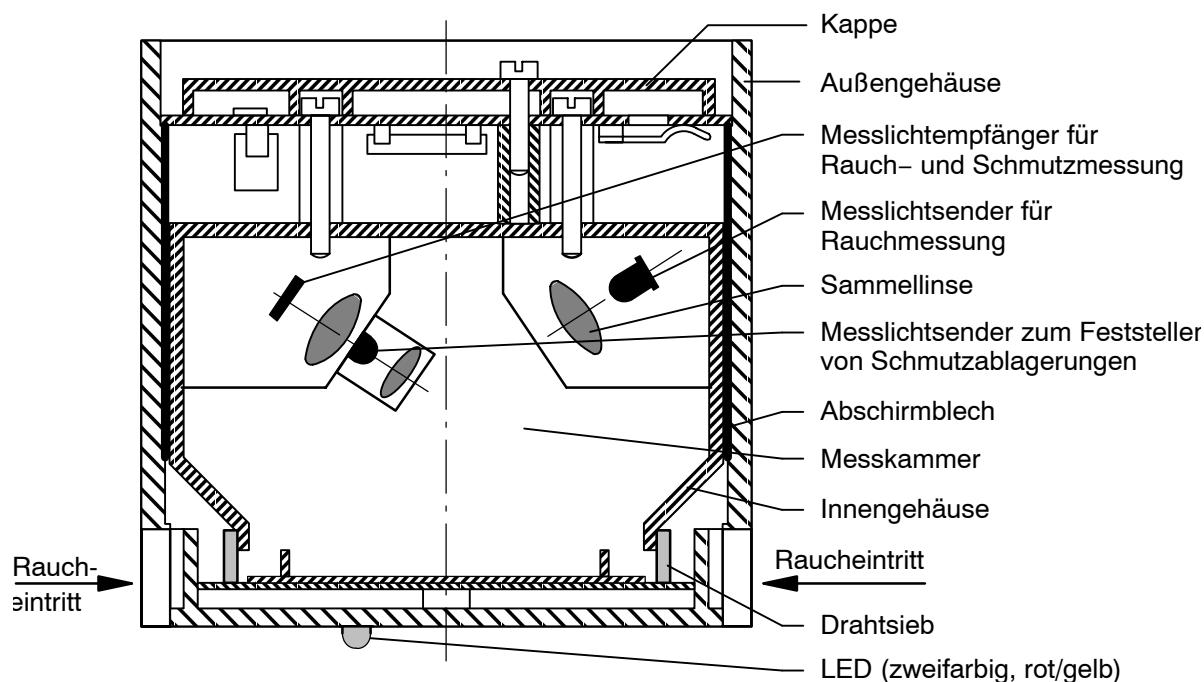 Kappe
Außengehäuse
Messlichtempfänger für
Rauch− und Schmutzmessung
Messlichtsender für
Rauchmessung
Sammellinse
Messlichtsender zum Feststeller
von Schmutzablagerungen
Abschirmblech
Messkammer
Innengehäuse
Rauch-
eintritt
Raucheintritt
Drahtsieb
LED (zweifarbig, rot/gelb)